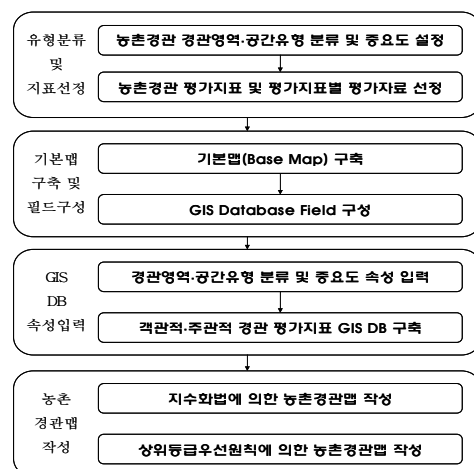 유형분류
및
지표선정
농촌경관 경관영역·공간유형 분류 및 중요도 설정
농촌경관 평가지표 및 평가지표별 평가자료 선정
기본맵
구축 및
필드구성
기본맵(Base Map) 구축
GIS Database Field 구성
GIS
DB
속성입력
경관영역·공간유형 분류 및 중요도 속성 입력
객관적·주관적 경관 평가지표 GIS DB 구축
농촌
경관맵
작성
지수화법에 의한 농촌경관맵 작성
상위등급우선원칙에 의한 농촌경관맵 작성